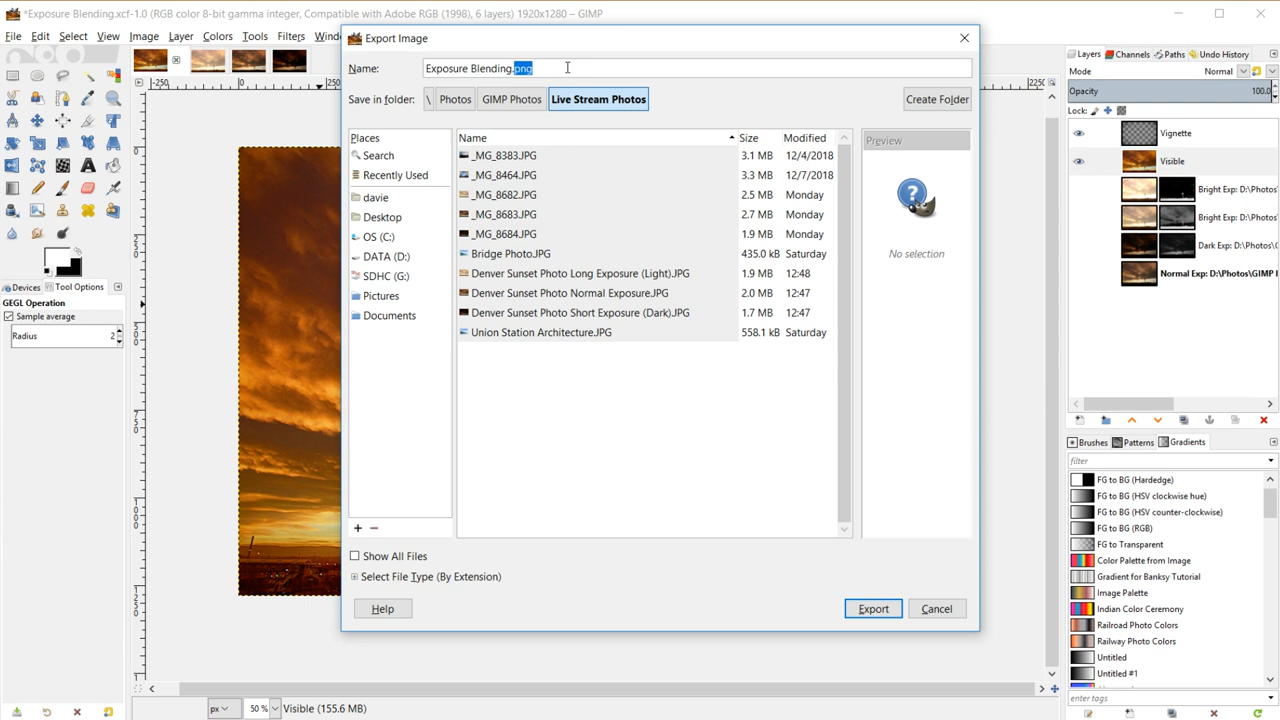 *Exposure Blending.xcf-1.0 (RGB color 8-bit gamma integer, Compatible with Adobe RGB (1998), 6 layers) 1920x1280 – GIMP
File Edit Select View Image Layer Colors Tools Filters
Export Image
Name: Exposure Blending.png
Save in folder: \ Photos GIMP Photos Live Stream Photos Create Folder
Places
Search
Recently Used
davie
Desktop
OS (C:)
DATA (D:)
SDHC (G:)
Pictures
Documents
Name Size Modified
_MG_8383.JPG 3.1 MB 12/4/2018
_MG_8464.JPG 3.3 MB 12/7/2018
_MG_8682.JPG 2.5 MB Monday
_MG_8683.JPG 2.7 MB Monday
_MG_8684.JPG 1.9 MB Monday
Bridge Photo.JPG 435.0 kB Saturday
Denver Sunset Photo Long Exposure (Light).JPG 1.9 MB 12:48
Denver Sunset Photo Normal Exposure.JPG 2.0 MB 12:47
Denver Sunset Photo Short Exposure (Dark).JPG 1.7 MB 12:47
Union Station Architecture.JPG 558.1 kB Saturday
Preview
No selection
Show All Files
Select File Type (By Extension)
Help Export Cancel
Devices Tool Options
GEGL Operation
Sample average
Radius 2
-250
0
250
500
750
1000
1250
2250
px 50 % Visible (155.6 MB)
Layers Channels Paths Undo History
Mode Normal
Opacity 100.0
Lock:
Vignette
Visible
Bright Exp: D:\Photos\G
Bright Exp: D:\Photos\G
Dark Exp: D:\Photos\G
Normal Exp: D:\Photos\GIMP
Brushes Patterns Gradients
filter
FG to BG (Hardedge)
FG to BG (HSV clockwise hue)
FG to BG (HSV counter-clockwise)
FG to BG (RGB)
FG to Transparent
Color Palette from Image
Gradient for Banksy Tutorial
Image Palette
Indian Color Ceremony
Railroad Photo Colors
Railway Photo Colors
Untitled
Untitled #1
enter tags